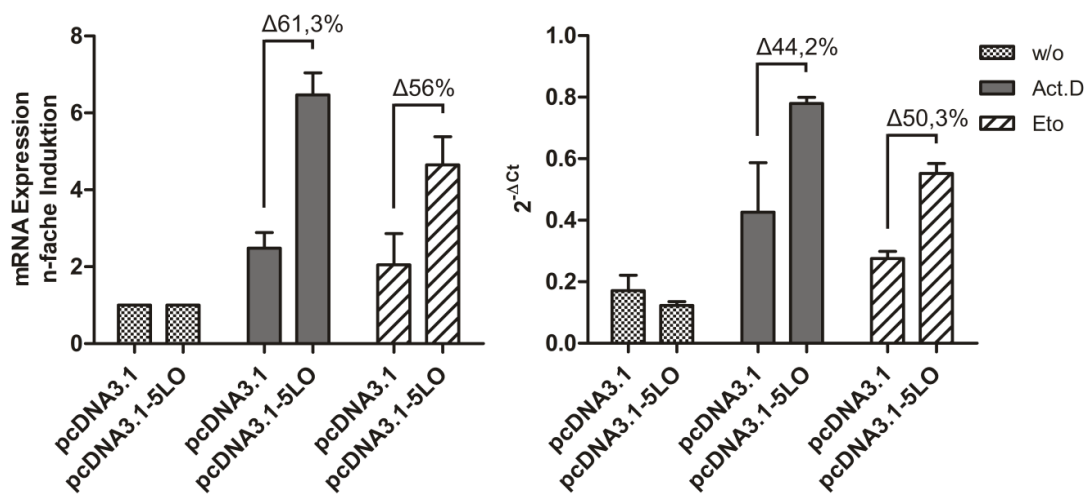 mRNA Expression
n-fache Induktion
8
6
4
2
0
Δ61,3%
Δ56%
pcDNA3.1
pcDNA3.1-5LO
pcDNA3.1
pcDNA3.1-5LO
pcDNA3.1
pcDNA3.1-5LO
2-ΔCt
1.0
0.8
0.6
0.4
0.2
0.0
Δ44,2%
Δ50,3%
pcDNA3.1
pcDNA3.1-5LO
pcDNA3.1
pcDNA3.1-5LO
pcDNA3.1
pcDNA3.1-5LO
w/o
Act.D
Eto